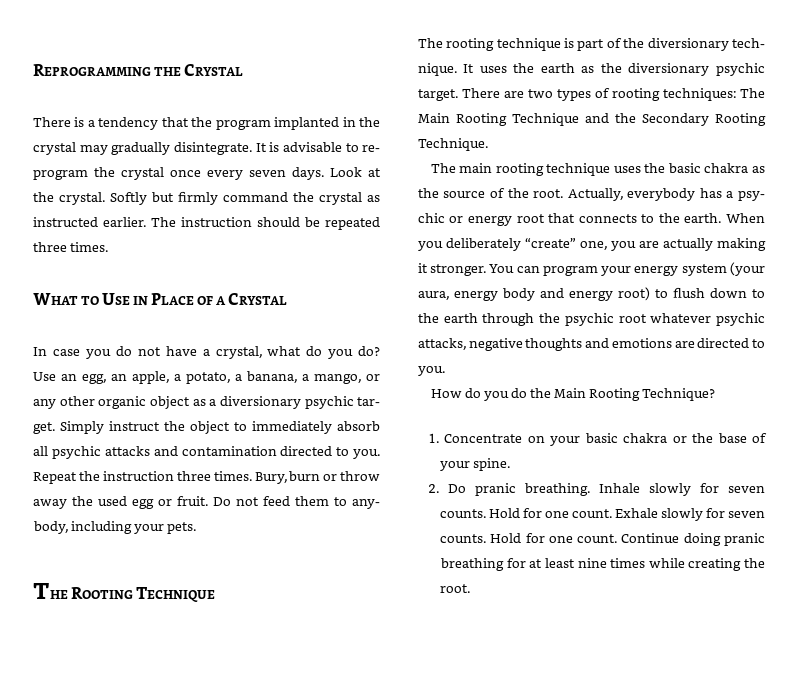 Reprogramming the Crystal
There is a tendency that the program implanted in the
crystal may gradually disintegrate. It is advisable to re-
program the crystal once every seven days. Look at
the crystal. Softly but firmly command the crystal as
instructed earlier. The instruction should be repeated
three times.
What to Use in Place of a Crystal
In case you do not have a crystal, what do you do?
Use an egg, an apple, a potato, a banana, a mango, or
any other organic object as a diversionary psychic tar-
get. Simply instruct the object to immediately absorb
all psychic attacks and contamination directed to you.
Repeat the instruction three times. Bury, burn or throw
away the used egg or fruit. Do not feed them to any-
body, including your pets.
The Rooting Technique
The rooting technique is part of the diversionary tech-
nique. It uses the earth as the diversionary psychic
target. There are two types of rooting techniques: The
Main Rooting Technique and the Secondary Rooting
Technique.
The main rooting technique uses the basic chakra as
the source of the root. Actually, everybody has a psy-
chic or energy root that connects to the earth. When
you deliberately “create” one, you are actually making
it stronger. You can program your energy system (your
aura, energy body and energy root) to flush down to
the earth through the psychic root whatever psychic
attacks, negative thoughts and emotions are directed to
you.
How do you do the Main Rooting Technique?
1. Concentrate on your basic chakra or the base of
your spine.
2. Do pranic breathing. Inhale slowly for seven
counts. Hold for one count. Exhale slowly for seven
counts. Hold for one count. Continue doing pranic
breathing for at least nine times while creating the
root.